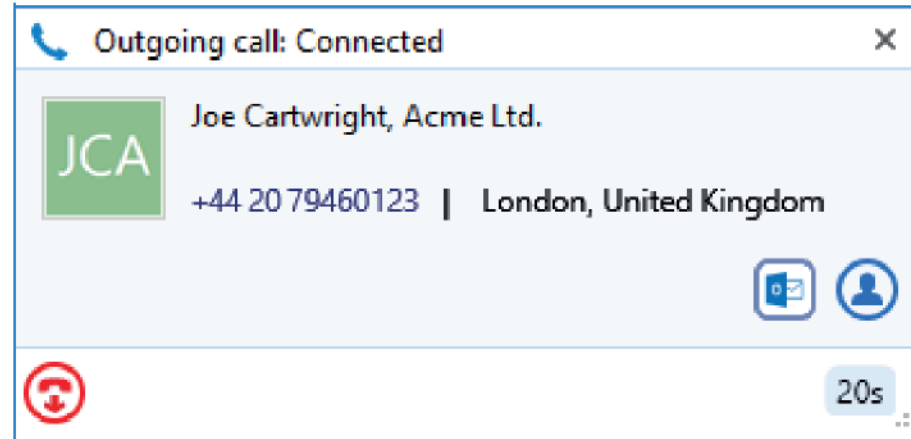 Outgoing call: Connected
Joe Cartwright, Acme Ltd.
JCA
+44 20 79460123 | London, United Kingdom
20s